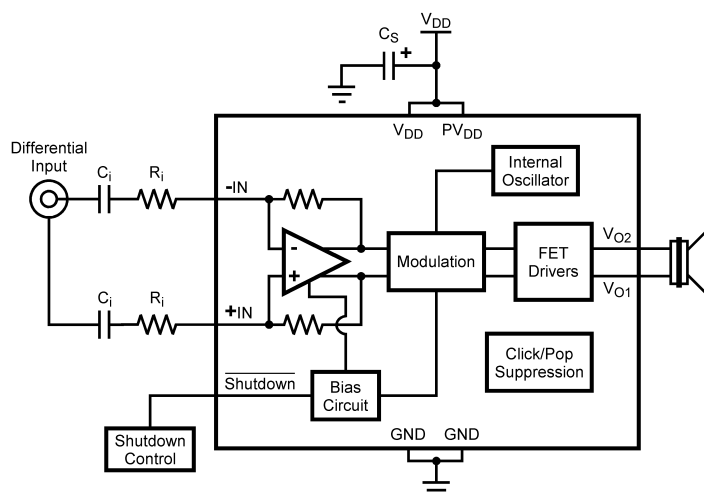 V_DD
C_S
+
V_DD PV_DD
Differential
Input
C_i R_i
-IN
Internal
Oscillator
-
+
Modulation
FET
Drivers
V_O2
V_O1
C_i R_i
+IN
Click/Pop
Suppression
Shutdown
Bias
Circuit
Shutdown
Control
GND GND